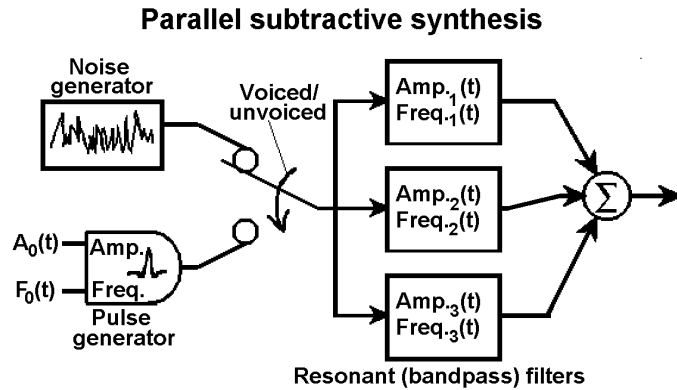 Parallel subtractive synthesis
Noise
generator
Voiced/
unvoiced
Amp.₁(t)
Freq.₁(t)
Amp.₂(t)
Freq.₂(t)
Σ
A₀(t)
Amp.
F₀(t)
Freq.
Pulse
generator
Amp.₃(t)
Freq.₃(t)
Resonant (bandpass) filters